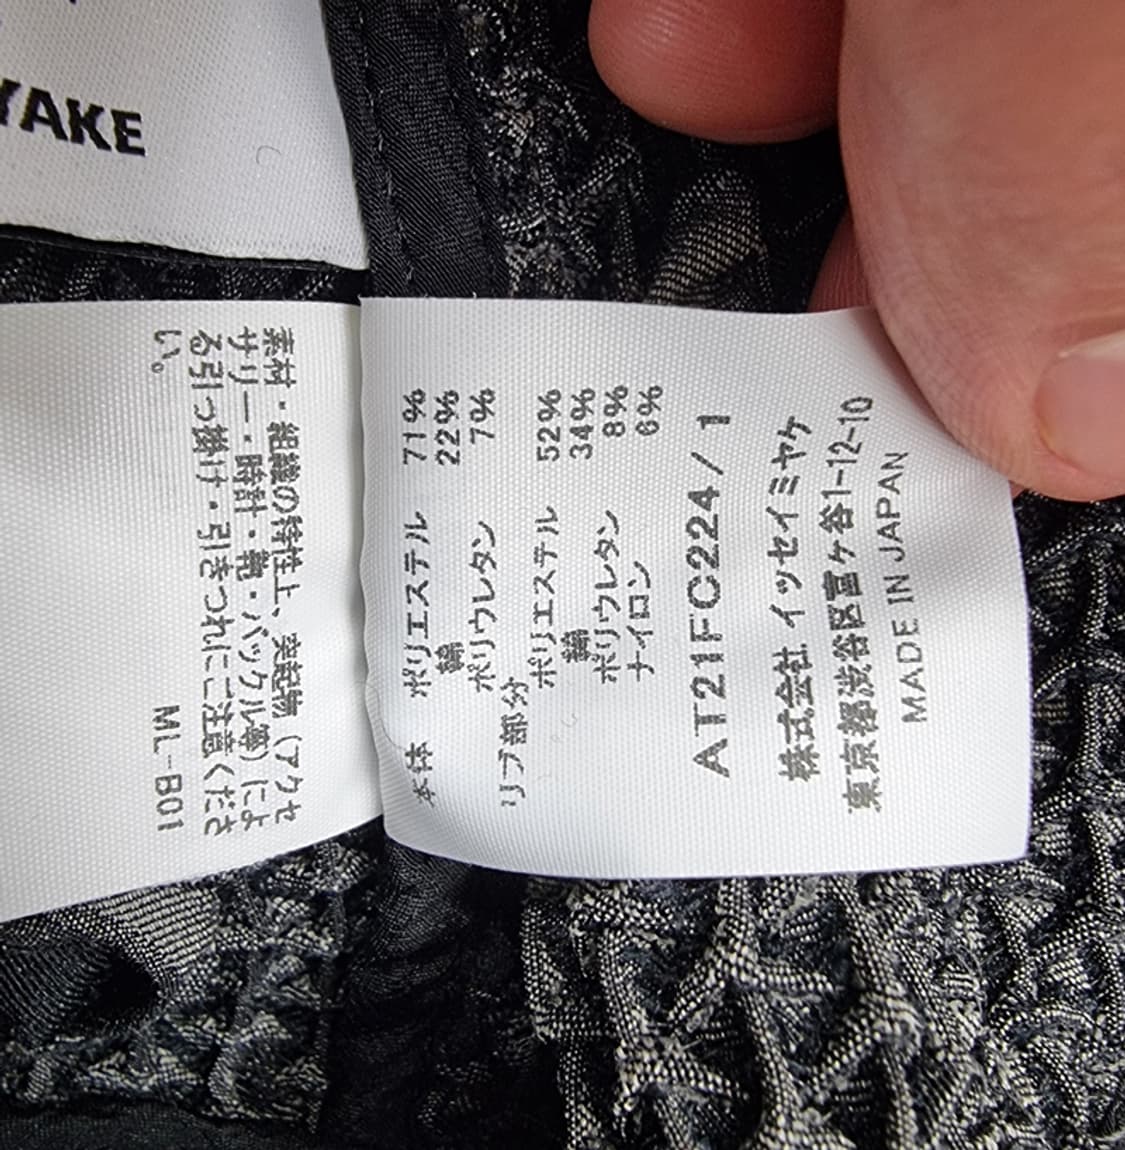 YAKE
素材・組織の特性上、突起物（アクセ
サリー・時計・鞄・バックル等）によ
る引っ掛け・引きつれにご注意くださ
い。
ML-B01
本体 ポリエステル 71%
綿 22%
ポリウレタン 7%
リブ部分
ポリエステル 52%
綿 34%
ポリウレタン 8%
ナイロン 6%
AT21FC224/ 1
株式会社 イッセイミヤケ
東京都渋谷区富ヶ谷1-12-10
MADE IN JAPAN